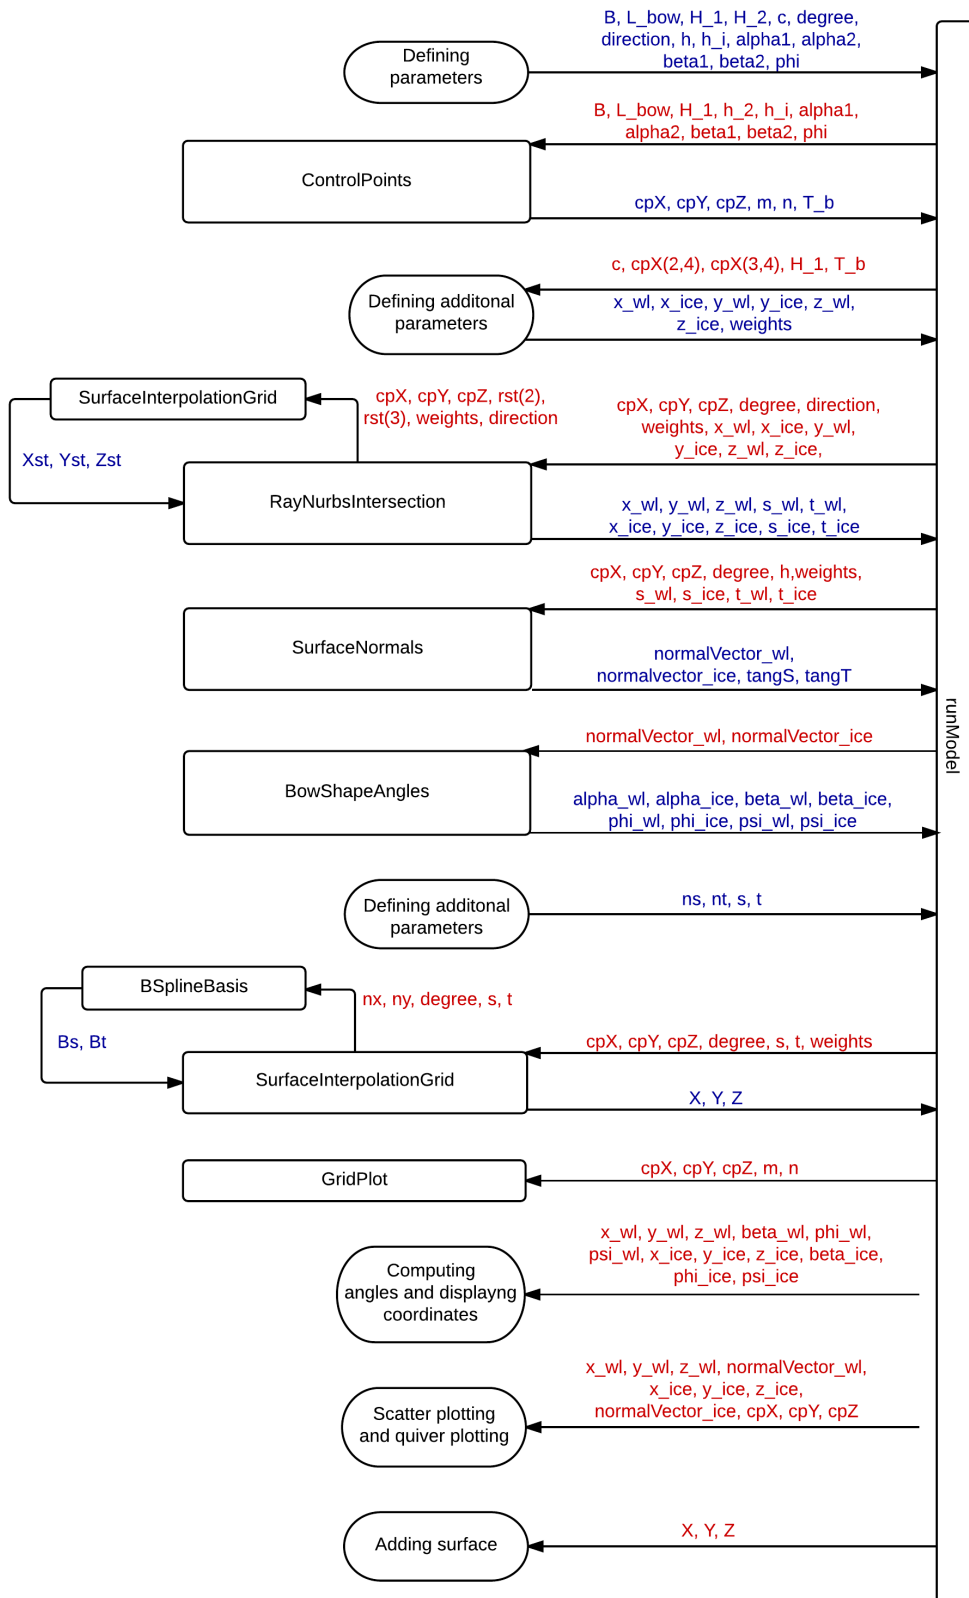 B, L_bow, H_1, H_2, c, degree,
direction, h, h_i, alpha1, alpha2,
beta1, beta2, phi
Defining
parameters
B, L_bow, H_1, h_2, h_i, alpha1,
alpha2, beta1, beta2, phi
ControlPoints
cpX, cpY, cpZ, m, n, T_b
c, cpX(2,4), cpX(3,4), H_1, T_b
Defining additonal
parameters
x_wl, x_ice, y_wl, y_ice, z_wl,
z_ice, weights
SurfaceInterpolationGrid
cpX, cpY, cpZ, rst(2),
rst(3), weights, direction
cpX, cpY, cpZ, degree, direction,
weights, x_wl, x_ice, y_wl,
y_ice, z_wl, z_ice,
Xst, Yst, Zst
RayNurbsIntersection
x_wl, y_wl, z_wl, s_wl, t_wl,
x_ice, y_ice, z_ice, s_ice, t_ice
cpX, cpY, cpZ, degree, h,weights,
s_wl, s_ice, t_wl, t_ice
SurfaceNormals
normalVector_wl,
normalvector_ice, tangS, tangT
runModel
normalVector_wl, normalVector_ice
BowShapeAngles
alpha_wl, alpha_ice, beta_wl, beta_ice,
phi_wl, phi_ice, psi_wl, psi_ice
Defining additonal
parameters
ns, nt, s, t
BSplineBasis
nx, ny, degree, s, t
Bs, Bt
cpX, cpY, cpZ, degree, s, t, weights
SurfaceInterpolationGrid
X, Y, Z
GridPlot
cpX, cpY, cpZ, m, n
x_wl, y_wl, z_wl, beta_wl, phi_wl,
psi_wl, x_ice, y_ice, z_ice, beta_ice,
phi_ice, psi_ice
Computing
angles and displayng
coordinates
x_wl, y_wl, z_wl, normalVector_wl,
x_ice, y_ice, z_ice,
normalVector_ice, cpX, cpY, cpZ
Scatter plotting
and quiver plotting
X, Y, Z
Adding surface